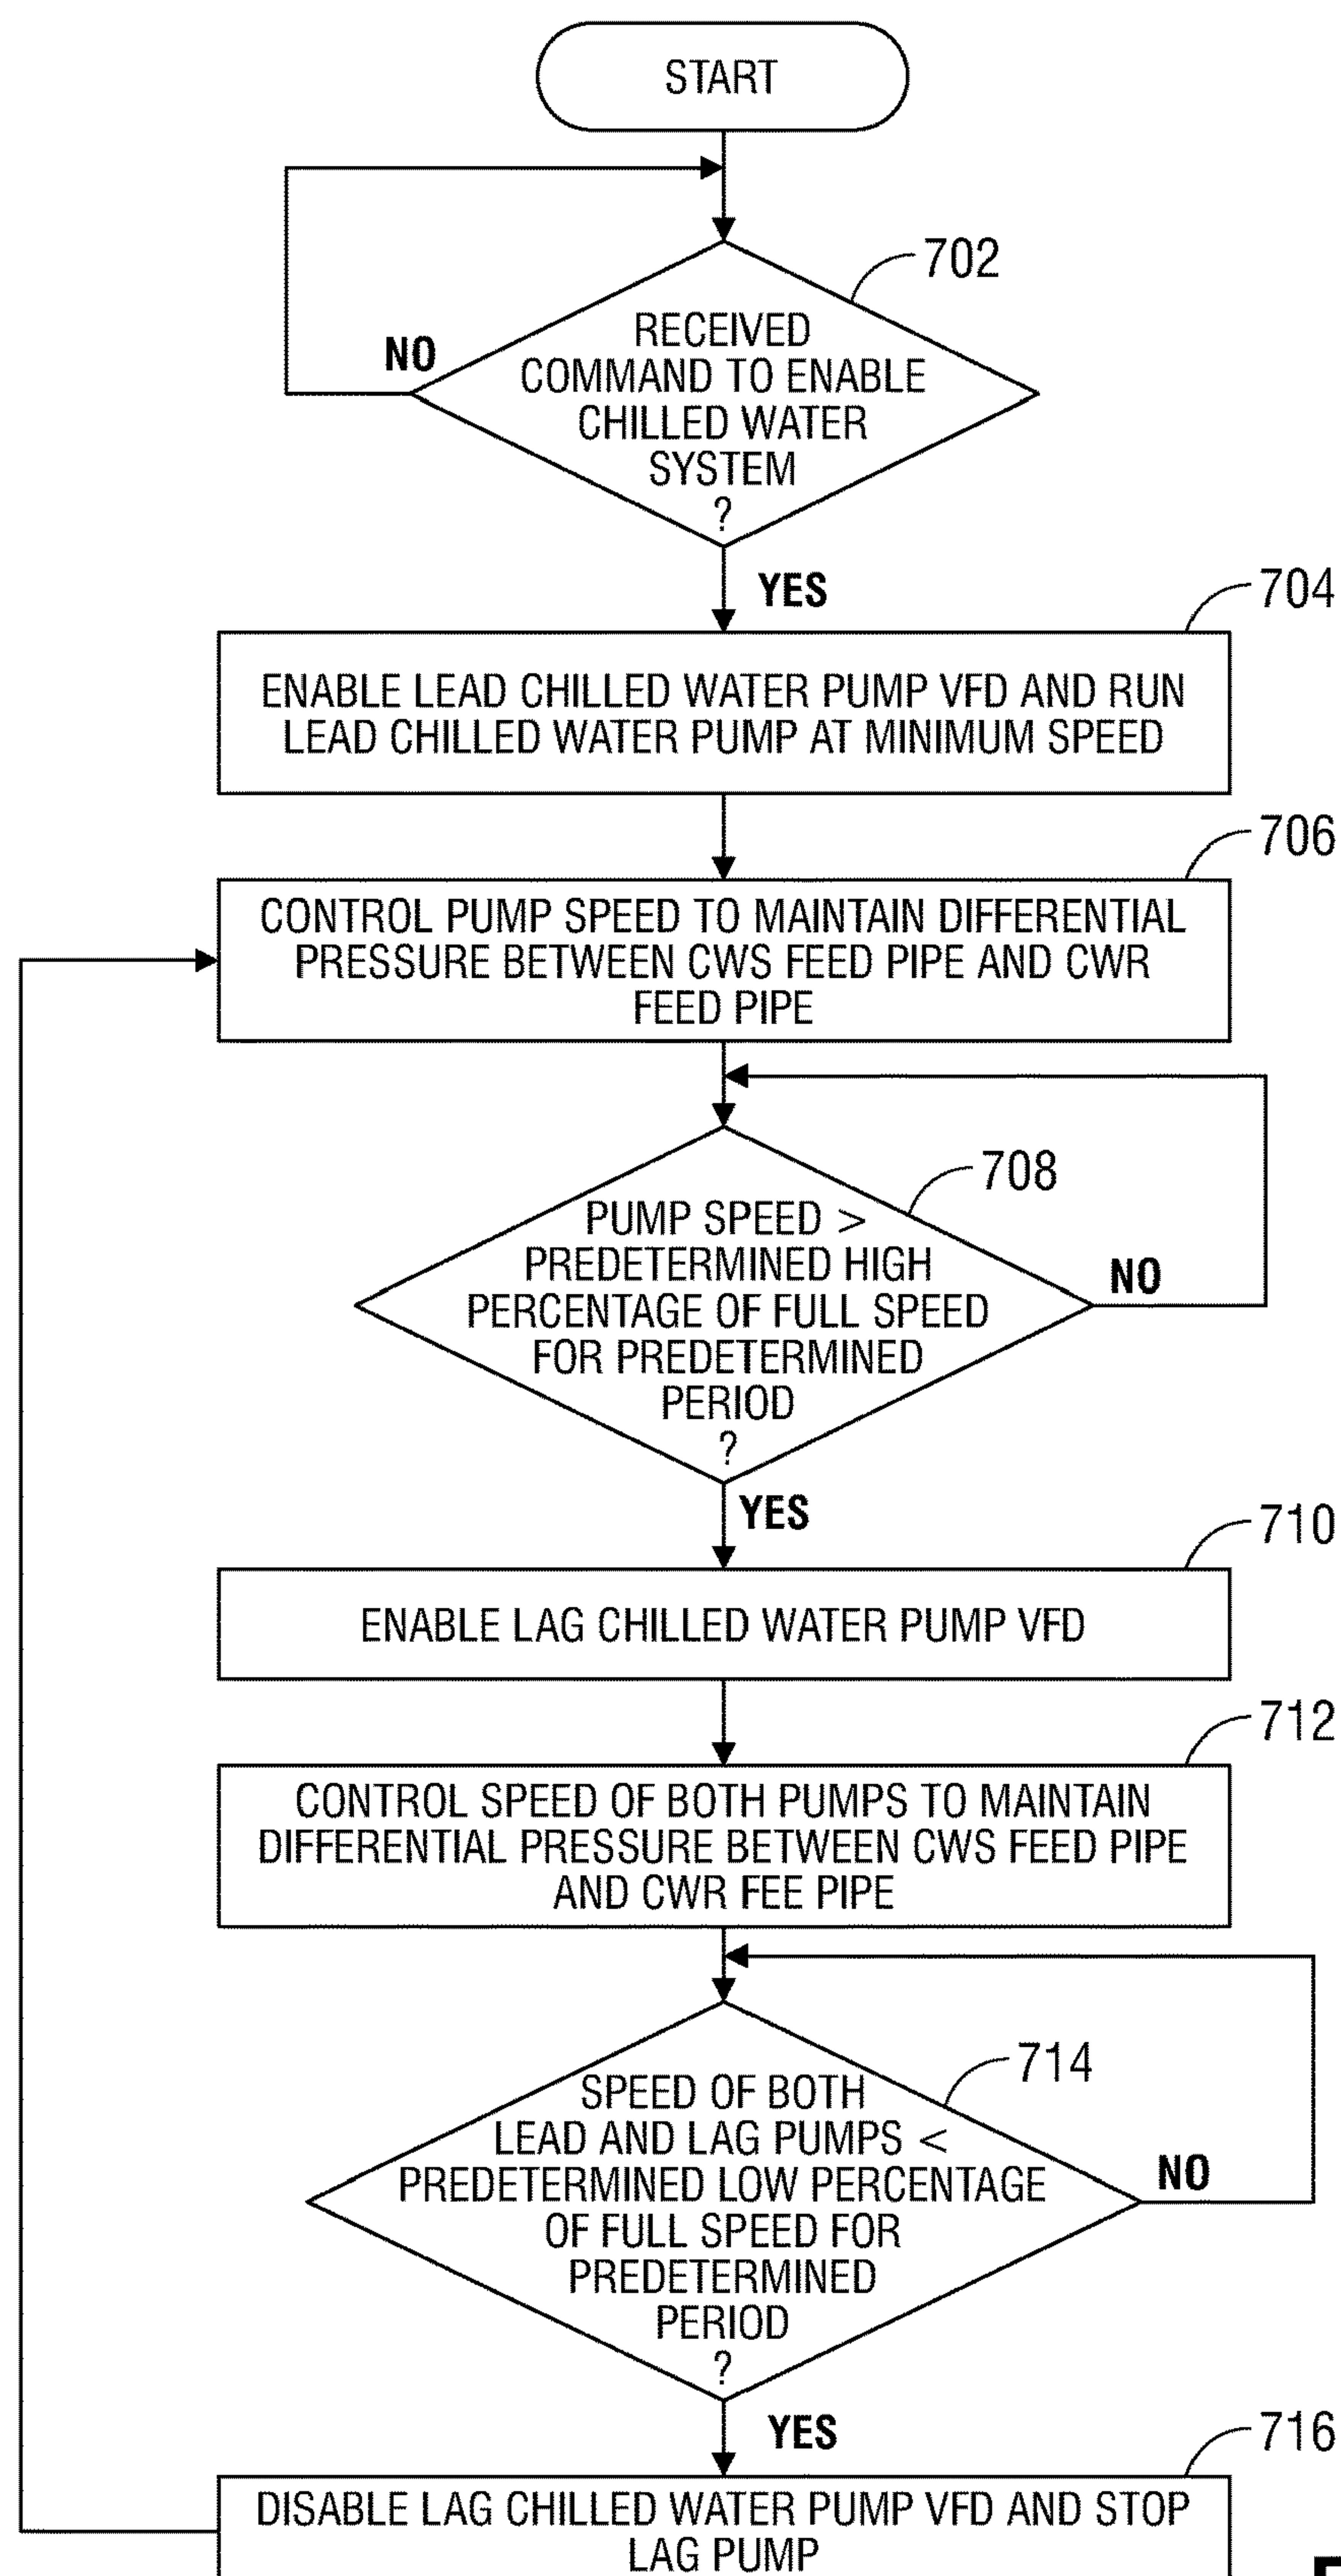 START
702
RECEIVED
COMMAND TO ENABLE
CHILLED WATER
SYSTEM
?
NO
YES
704
ENABLE LEAD CHILLED WATER PUMP VFD AND RUN
LEAD CHILLED WATER PUMP AT MINIMUM SPEED
706
CONTROL PUMP SPEED TO MAINTAIN DIFFERENTIAL
PRESSURE BETWEEN CWS FEED PIPE AND CWR
FEED PIPE
708
PUMP SPEED >
PREDETERMINED HIGH
PERCENTAGE OF FULL SPEED
FOR PREDETERMINED
PERIOD
?
NO
YES
710
ENABLE LAG CHILLED WATER PUMP VFD
712
CONTROL SPEED OF BOTH PUMPS TO MAINTAIN
DIFFERENTIAL PRESSURE BETWEEN CWS FEED PIPE
AND CWR FEE PIPE
714
SPEED OF BOTH
LEAD AND LAG PUMPS <
PREDETERMINED LOW PERCENTAGE
OF FULL SPEED FOR
PREDETERMINED
PERIOD
?
NO
YES
716
DISABLE LAG CHILLED WATER PUMP VFD AND STOP
LAG PUMP